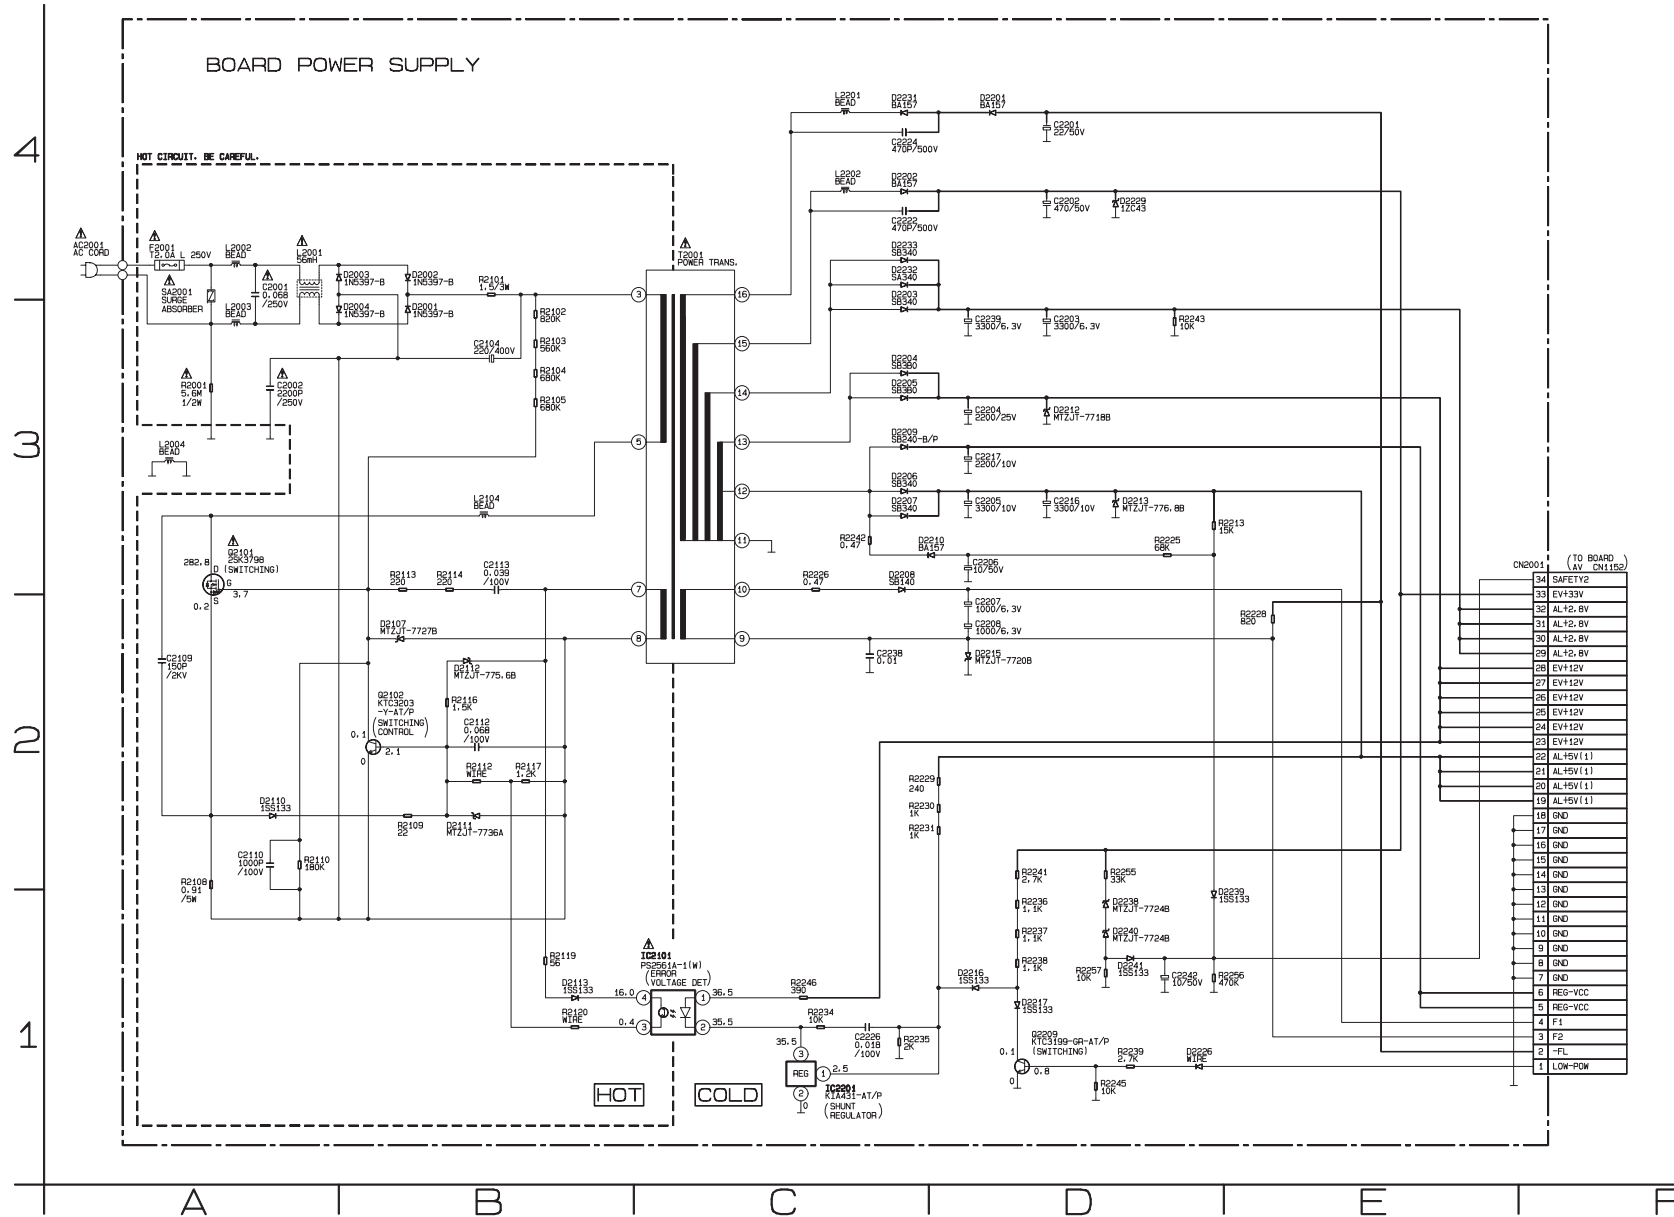 BOARD POWER SUPPLY
HOT CIRCUIT. BE CAREFUL.
4
3
2
1
AC2001
AC CORD
F2001
T2.0A L 250V
L2002
BEAD
L2001
56mH
SA2001
SURGE
ABSORBER
L2003
BEAD
C2001
0.068
/250V
D2003
1N5397-B
D2002
1N5397-B
D2004
1N5397-B
D2001
1N5397-B
R2101
1.5/3W
R2102
820K
R2103
560K
R2104
680K
R2105
680K
C2104
220/400V
R2001
5.6M
1/2W
C2002
2200P
/250V
L2004
BEAD
L2104
BEAD
T2001
POWER TRANS.
3
5
7
8
16
15
14
13
12
11
10
9
L2201
BEAD
D2231
BA157
D2201
BA157
C2224
470P/500V
C2201
22/50V
L2202
BEAD
D2202
BA157
C2222
470P/500V
C2202
470/50V
D2229
1ZC43
D2233
SB340
D2232
SA340
D2203
SB340
C2239
3300/6.3V
C2203
3300/6.3V
R2243
10K
D2204
SB380
D2205
SB380
C2204
2200/25V
D2212
MTZJT-7718B
D2209
SB240-B/P
C2217
2200/10V
D2206
SB340
D2207
SB340
C2205
3300/10V
C2216
3300/10V
D2213
MTZJT-776.8B
R2213
15K
R2242
0.47
D2210
BA157
R2225
68K
C2206
10/50V
R2226
0.47
D2208
SB140
C2207
1000/6.3V
C2208
1000/6.3V
C2238
0.01
D2215
MTZJT-7720B
R2228
820
Q2101
2SK3798
(SWITCHING)
282.8
D
G
S
3.7
0.2
R2113
220
R2114
220
C2113
0.039
/100V
D2107
MTZJT-7727B
C2109
150P
/2KV
D2112
MTZJT-775.6B
R2116
1.5K
Q2102
KTC3203
-Y-AT/P
(SWITCHING
CONTROL)
0.1
2.1
0
C2112
0.068
/100V
R2112
WIRE
R2117
1.2K
D2110
1SS133
R2109
22
D2111
MTZJT-7736A
C2110
1000P
/100V
R2110
180K
R2108
0.91
/5W
R2119
56
D2113
1SS133
R2120
WIRE
IC2101
PS2561A-1(W)
(ERROR
VOLTAGE DET)
16.0
4
1
36.5
0.4
3
2
35.5
R2246
390
R2234
10K
C2226
0.018
/100V
R2235
2K
35.5
3
REG
1
2.5
2
0
IC2201
KIA431-AT/P
(SHUNT
REGULATOR)
HOT
COLD
R2229
240
R2230
1K
R2231
1K
R2241
2.7K
R2236
1.1K
R2237
1.1K
R2238
1.1K
R2255
33K
D2238
MTZJT-7724B
D2240
MTZJT-7724B
D2239
1SS133
D2216
1SS133
D2217
1SS133
R2257
10K
D2241
1SS133
C2242
10/50V
R2256
470K
Q2209
KTC3199-GR-AT/P
(SWITCHING)
0.1
0.8
0
R2239
2.7K
D2226
WIRE
R2245
10K
CN2001
(TO BOARD
AV CN1152)
34 SAFETY2
33 EV+33V
32 AL+2.8V
31 AL+2.8V
30 AL+2.8V
29 AL+2.8V
28 EV+12V
27 EV+12V
26 EV+12V
25 EV+12V
24 EV+12V
23 EV+12V
22 AL+5V(1)
21 AL+5V(1)
20 AL+5V(1)
19 AL+5V(1)
18 GND
17 GND
16 GND
15 GND
14 GND
13 GND
12 GND
11 GND
10 GND
9 GND
8 GND
7 GND
6 REG-VCC
5 REG-VCC
4 F1
3 F2
2 -FL
1 LOW-POW
A
B
C
D
E
F